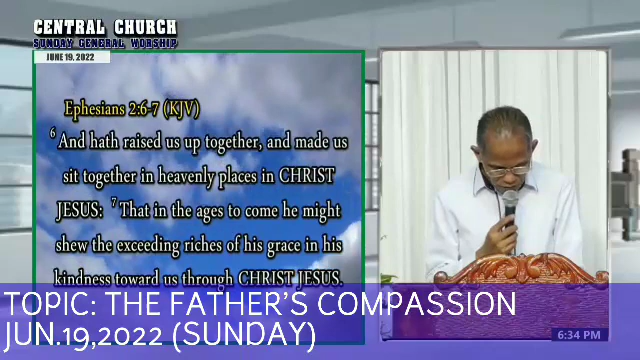 CENTRAL CHURCH
SUNDAY GENERAL WORSHIP
JUNE 19, 2022
Ephesians 2:6-7 (KJV)
6 And hath raised us up together, and made us
sit together in heavenly places in CHRIST
JESUS: 7 That in the ages to come he might
shew the exceeding riches of his grace in his
kindness toward us through CHRIST JESUS.
TOPIC: THE FATHER'S COMPASSION
JUN.19,2022 (SUNDAY)
6:34 PM